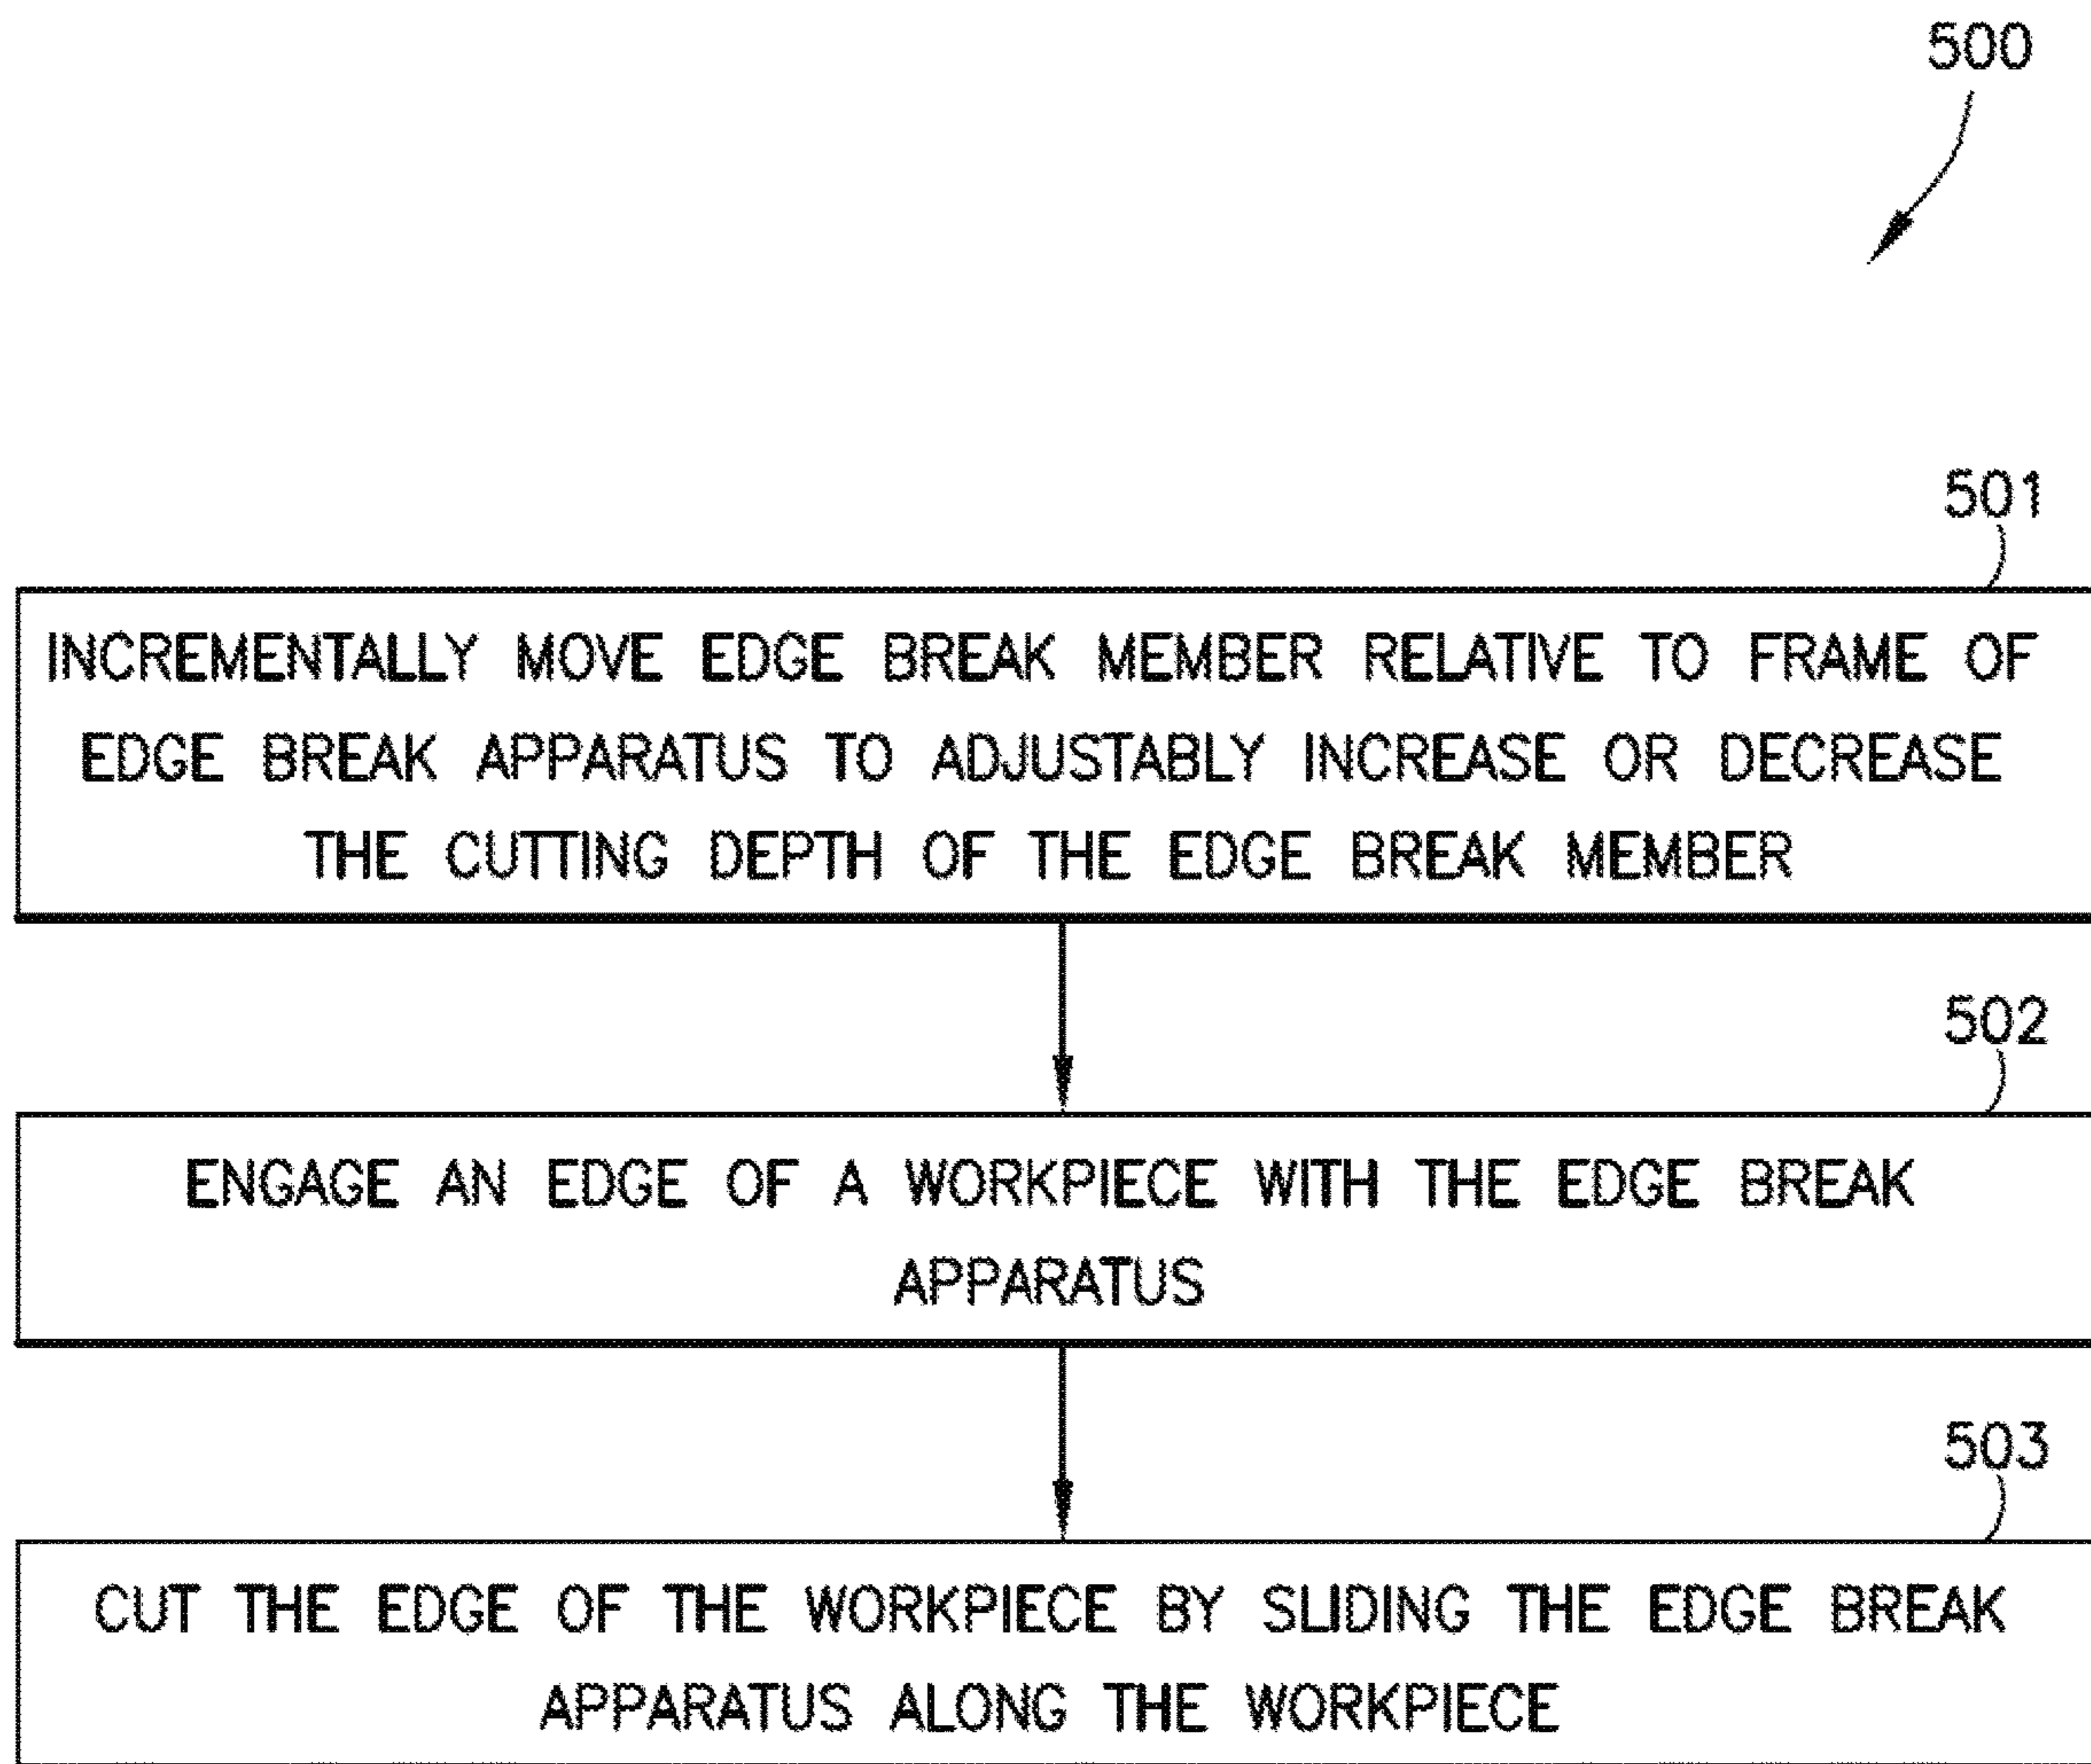 500
501
INCREMENTALLY MOVE EDGE BREAK MEMBER RELATIVE TO FRAME OF
EDGE BREAK APPARATUS TO ADJUSTABLY INCREASE OR DECREASE
THE CUTTING DEPTH OF THE EDGE BREAK MEMBER
502
ENGAGE AN EDGE OF A WORKPIECE WITH THE EDGE BREAK
APPARATUS
503
CUT THE EDGE OF THE WORKPIECE BY SLIDING THE EDGE BREAK
APPARATUS ALONG THE WORKPIECE